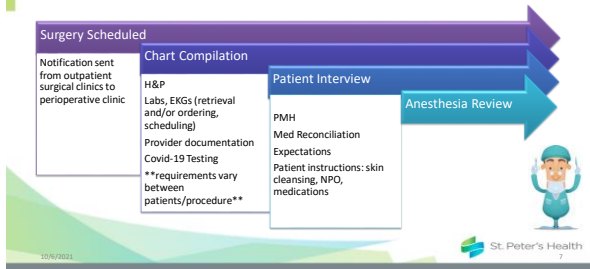 Surgery Scheduled
Notification sent
from outpatient
surgical clinics to
perioperative clinic
Chart Compilation
H&P
Labs, EKGs (retrieval
and/or ordering,
scheduling)
Provider documentation
Covid-19 Testing
**requirements vary
between
patients/procedure**
Patient Interview
PMH
Med Reconciliation
Expectations
Patient instructions: skin
cleansing, NPO,
medications
Anesthesia Review
St. Peter's Health
10/6/2021
7